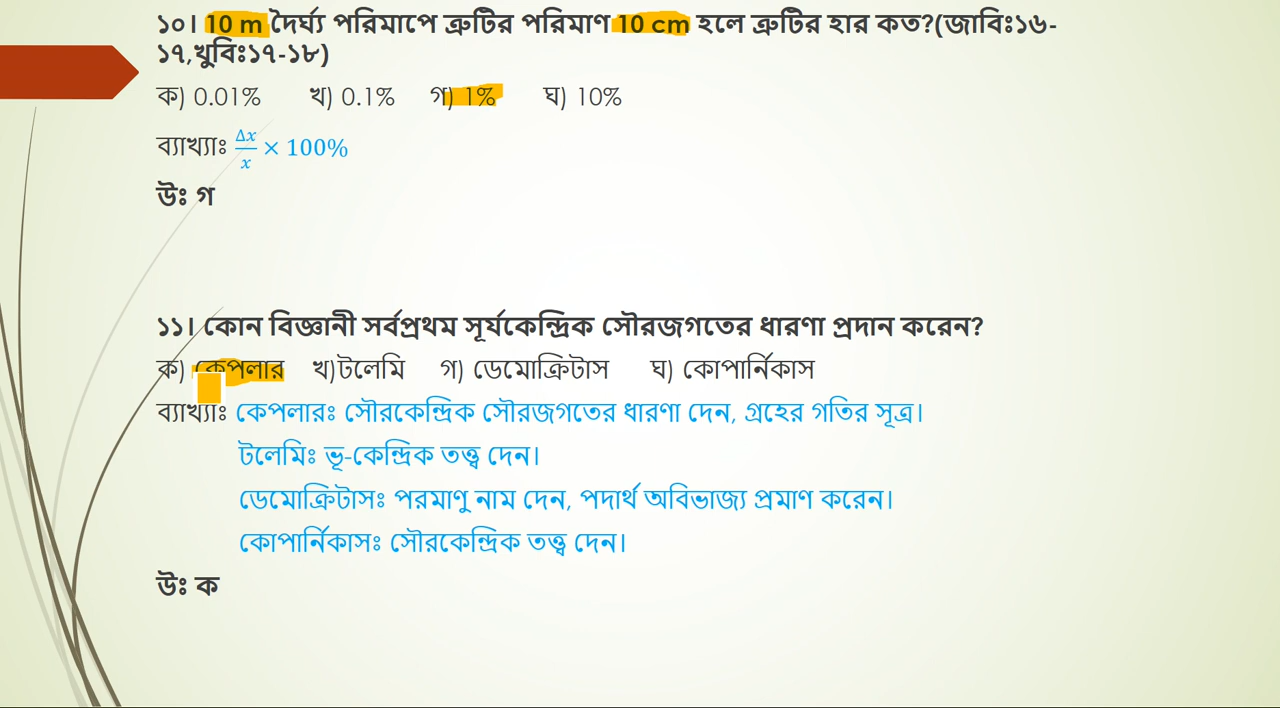 ১০। 10 m দৈর্ঘ্য পরিমাপে ত্রুটির পরিমাণ 10 cm হলে ত্রুটির হার কত?(জাবিঃ১৬-
১৭,খুবিঃ১৭-১৮)
ক) 0.01% খ) 0.1% গ) 1% ঘ) 10%
ব্যাখ্যাঃ Δx/x × 100%
উঃ গ
১১। কোন বিজ্ঞানী সর্বপ্রথম সূর্যকেন্দ্রিক সৌরজগতের ধারণা প্রদান করেন?
ক) কেপলার খ)টলেমি গ) ডেমোক্রিটাস ঘ) কোপার্নিকাস
ব্যাখ্যাঃ কেপলারঃ সৌরকেন্দ্রিক সৌরজগতের ধারণা দেন, গ্রহের গতির সূত্র।
টলেমিঃ ভূ-কেন্দ্রিক তত্ত্ব দেন।
ডেমোক্রিটাসঃ পরমাণু নাম দেন, পদার্থ অবিভাজ্য প্রমাণ করেন।
কোপার্নিকাসঃ সৌরকেন্দ্রিক তত্ত্ব দেন।
উঃ ক